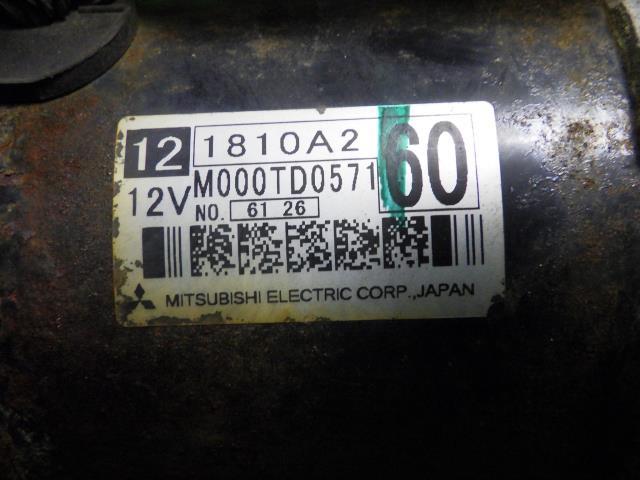 12 1810A2 60
12V M000TD0571
NO. 61 26
MITSUBISHI ELECTRIC CORP.,JAPAN